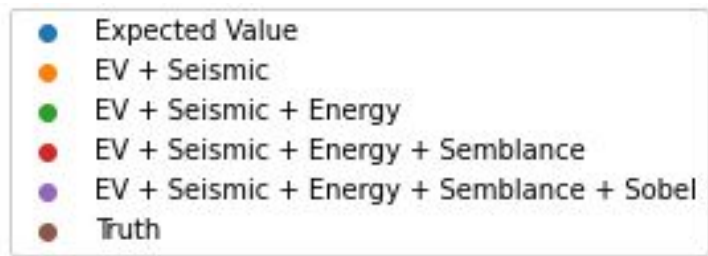 Expected Value
EV + Seismic
EV + Seismic + Energy
EV + Seismic + Energy + Semblance
EV + Seismic + Energy + Semblance + Sobel
Truth